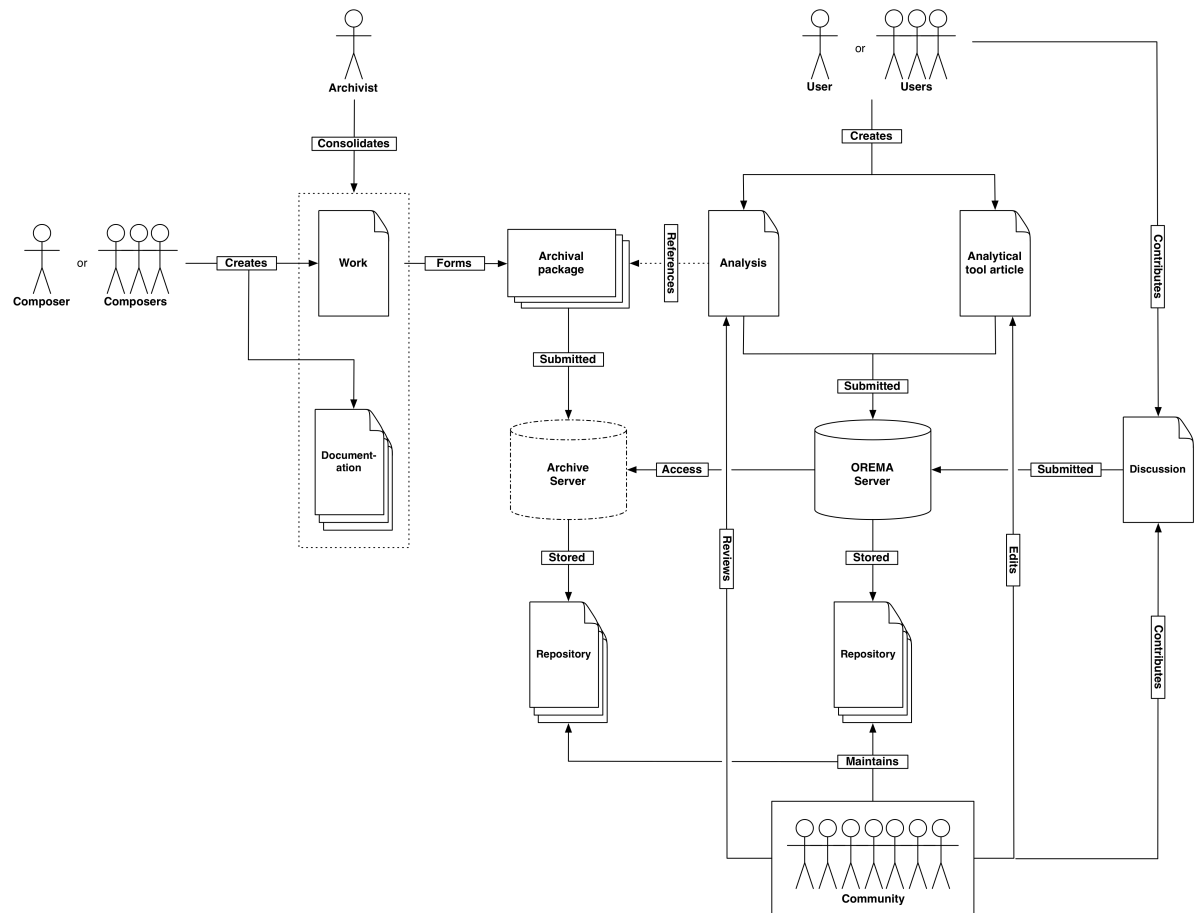 Archivist
User
or
Users
Consolidates
Creates
Composer
or
Composers
Creates
Work
Forms
Archival
package
References
Analysis
Analytical
tool article
Contributes
Submitted
Submitted
Document-
ation
Archive
Server
Access
OREMA
Server
Submitted
Discussion
Stored
Reviews
Stored
Edits
Repository
Repository
Contributes
Maintains
Community